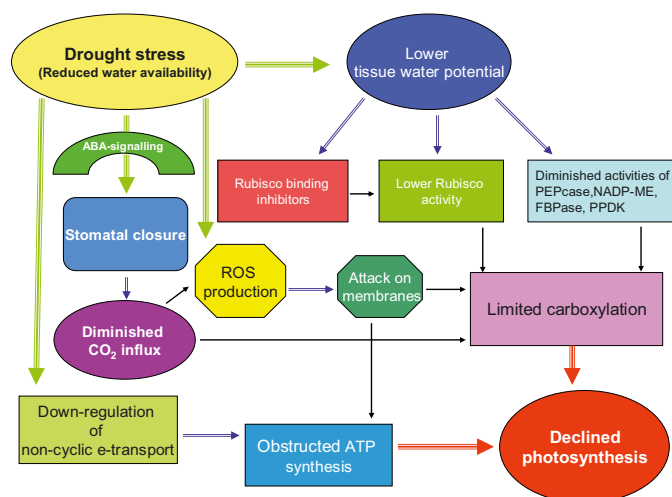 Drought stress
(Reduced water availability)
Lower
tissue water potential
ABA-signalling
Rubisco binding
inhibitors
Lower Rubisco
activity
Diminished activities of
PEPcase,NADP-ME,
FBPase, PPDK
Stomatal closure
ROS
production
Attack on
membranes
Limited carboxylation
Diminished
CO₂ influx
Down-regulation
of
non-cyclic e-transport
Obstructed ATP
synthesis
Declined
photosynthesis